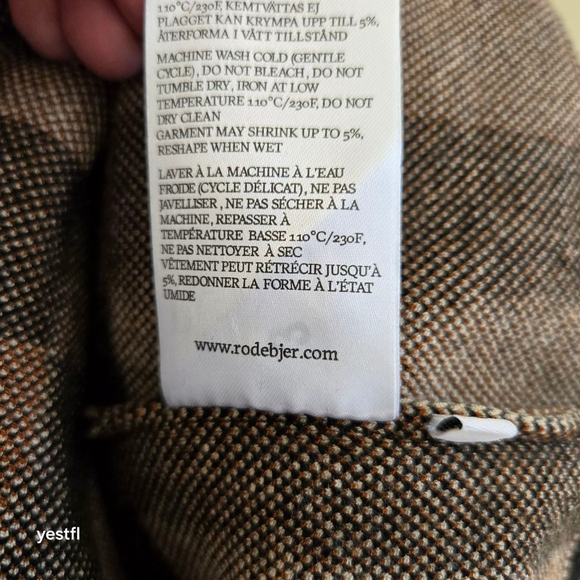 110°C/230F, KEMTVÄTTAS EJ
PLAGGET KAN KRYMPA UPP TILL 5%,
ÅTERFORMA I VÅTT TILLSTÅND
MACHINE WASH COLD (GENTLE
CYCLE), DO NOT BLEACH, DO NOT
TUMBLE DRY, IRON AT LOW
TEMPERATURE 110°C/230F, DO NOT
DRY CLEAN
GARMENT MAY SHRINK UP TO 5%,
RESHAPE WHEN WET
LAVER À LA MACHINE À L'EAU
FROIDE (CYCLE DÉLICAT), NE PAS
JAVELLISER, NE PAS SÉCHER À LA
MACHINE, REPASSER À
TEMPÉRATURE BASSE 110°C/230F,
NE PAS NETTOYER À SEC
VÊTEMENT PEUT RÉTRÉCIR JUSQU'À
5%, REDONNER LA FORME À L'ÉTAT
UMIDE
www.rodebjer.com
yestfl